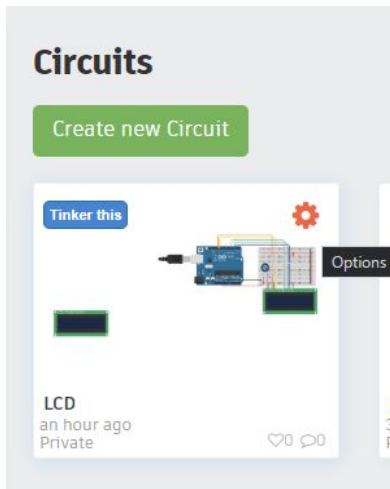 Circuits
Create new Circuit
Tinker this
Options
LCD
an hour ago
Private
0 0